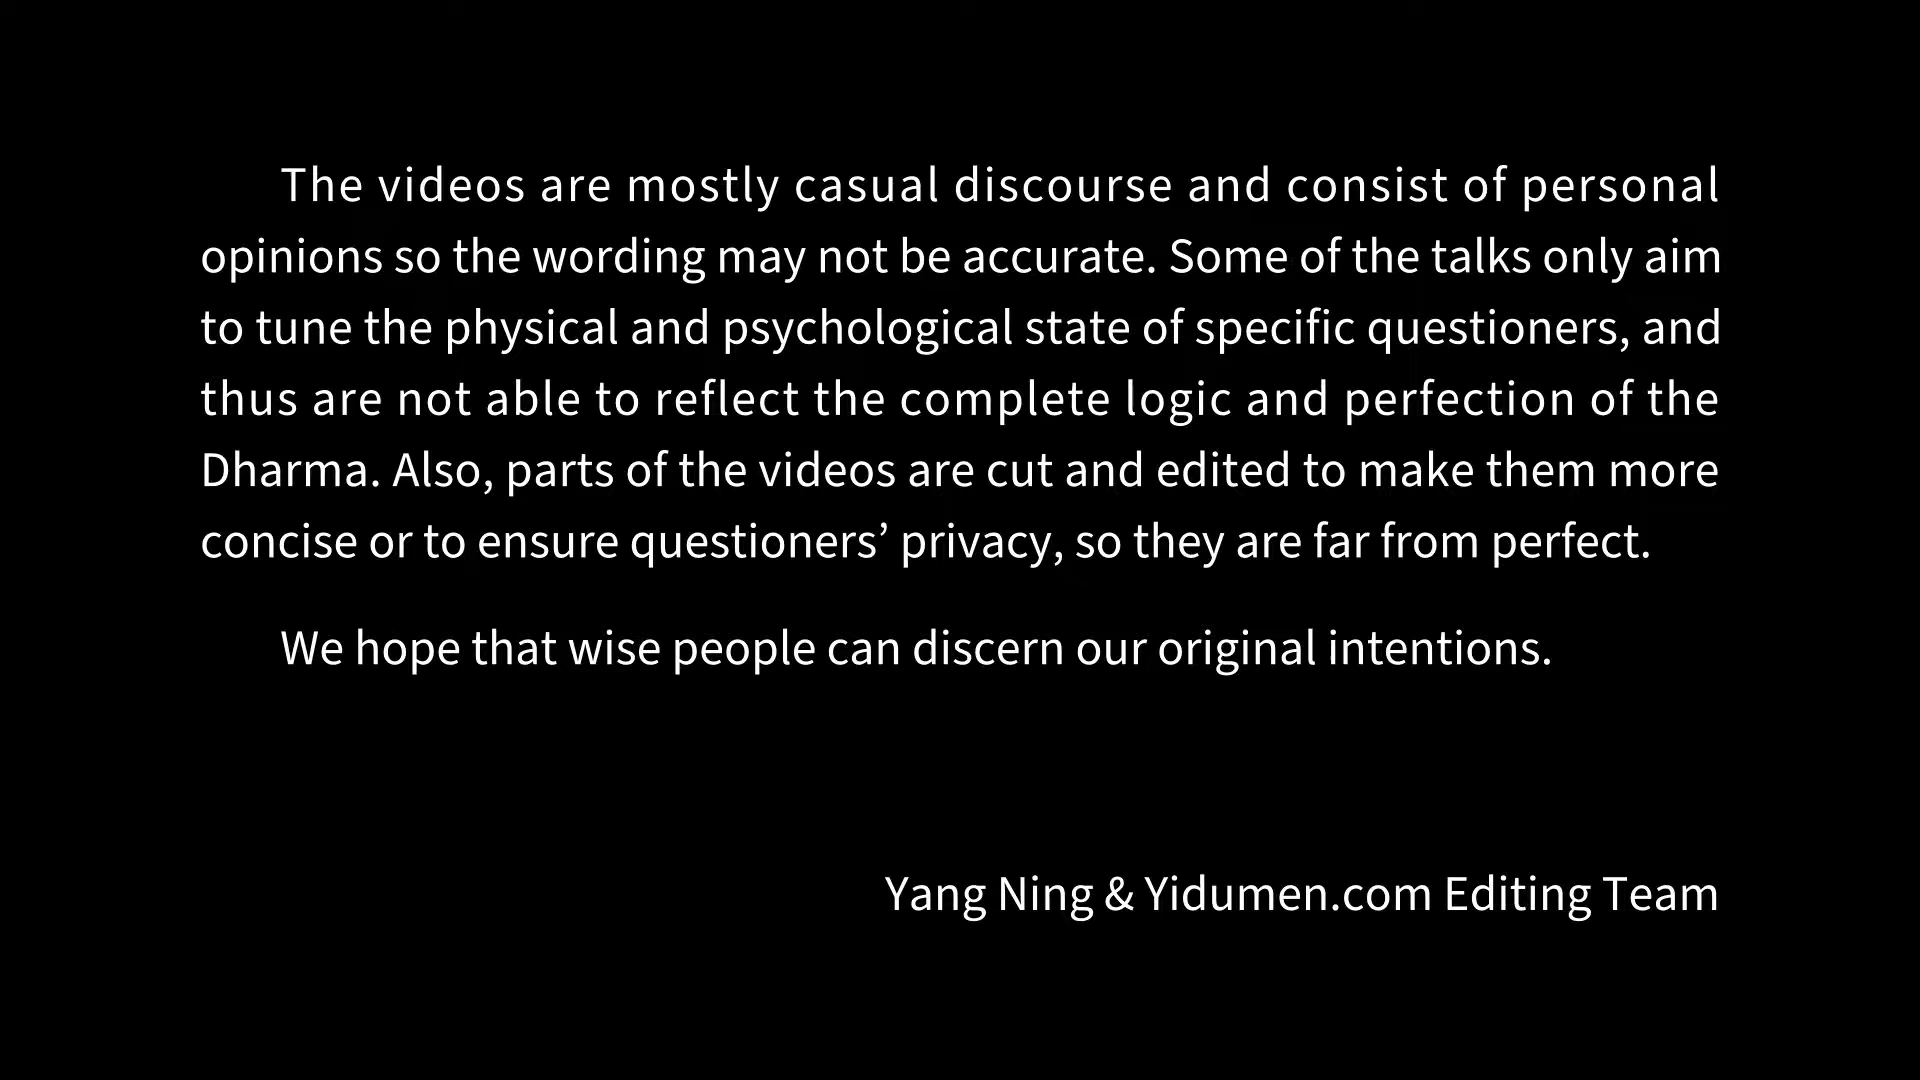 The videos are mostly casual discourse and consist of personal
opinions so the wording may not be accurate. Some of the talks only aim
to tune the physical and psychological state of specific questioners, and
thus are not able to reflect the complete logic and perfection of the
Dharma. Also, parts of the videos are cut and edited to make them more
concise or to ensure questioners’ privacy, so they are far from perfect.
We hope that wise people can discern our original intentions.
Yang Ning & Yidumen.com Editing Team